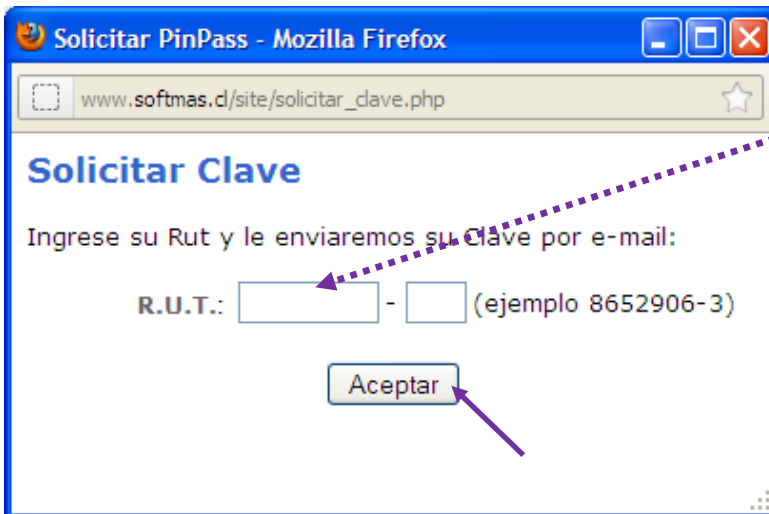 Solicitar PinPass - Mozilla Firefox
www.softmas.cl/site/solicitar_clave.php
Solicitar Clave
Ingrese su Rut y le enviaremos su Clave por e-mail:
R.U.T.: - (ejemplo 8652906-3)
Aceptar